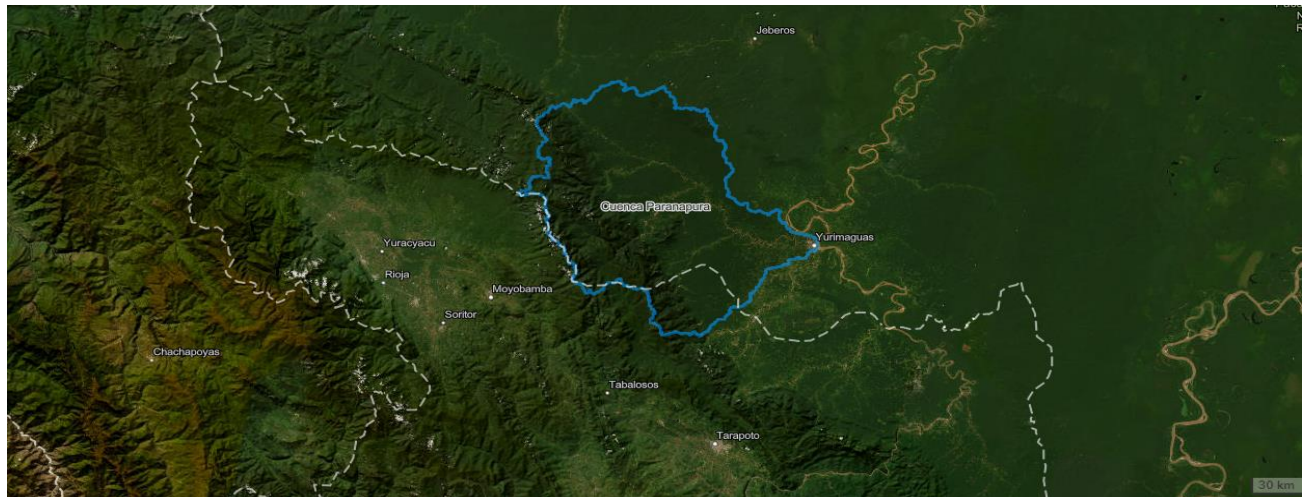 Jeberos
Cuenca Paranapura
Yurimaguas
Yuracyacu
Rioja
Moyobamba
Soritor
Chachapoyas
Tabalosos
Tarapoto
30 km